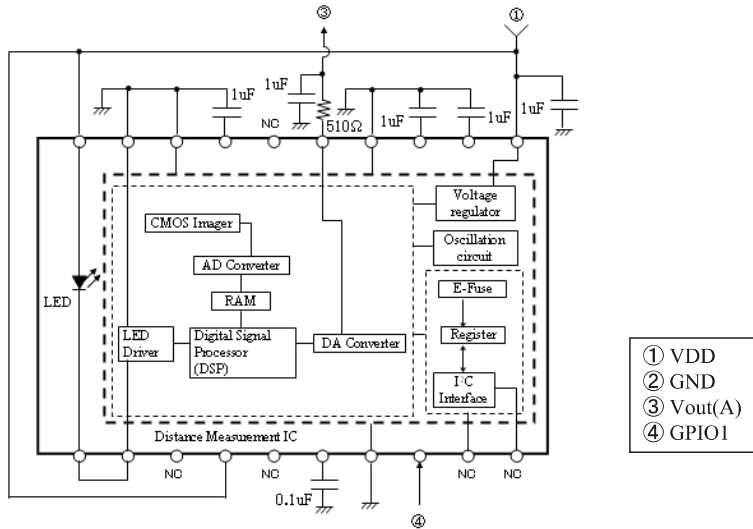 ③
①
1uF
1uF
1uF
1uF
1uF
NC
510Ω
CMOS Imager
AD Converter
RAM
LED
LED
Driver
Digital Signal
Processor
(DSP)
DA Converter
Voltage
regulator
Oscillation
circuit
E-Fuse
Register
I²C
Interface
Distance Measurement IC
NC
NC
NC
NC
0.1uF
④
① VDD
② GND
③ Vout(A)
④ GPIO1